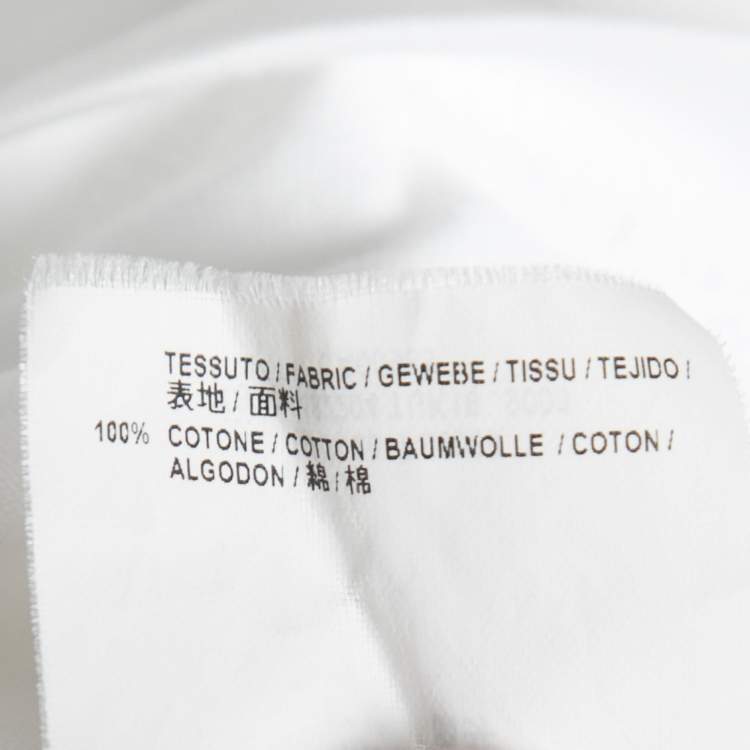 TESSUTO / FABRIC / GEWEBE / TISSU / TEJIDO /
表地 / 面料
100% COTONE / COTTON / BAUMWOLLE / COTON /
ALGODON / 綿 / 棉